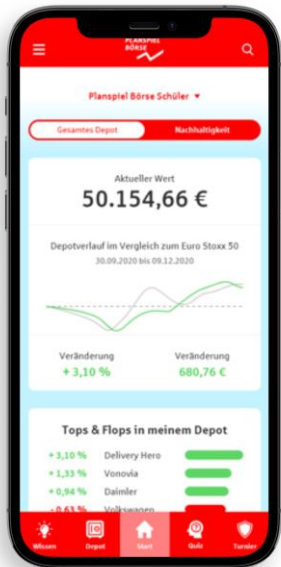 PLANSPIEL
BÖRSE
Planspiel Börse Schüler
Gesamtes Depot Nachhaltigkeit
Aktueller Wert
50.154,66 €
Depotverlauf im Vergleich zum Euro Stoxx 50
30.09.2020 bis 09.12.2020
Veränderung Veränderung
+ 3,10 % 680,76 €
Tops & Flops in meinem Depot
+ 3,10 % Delivery Hero
+ 1,33 % Vonovia
+ 0,94 % Daimler
- 0,63 % Volkswagen
Wissen Depot Start Quiz Turnier